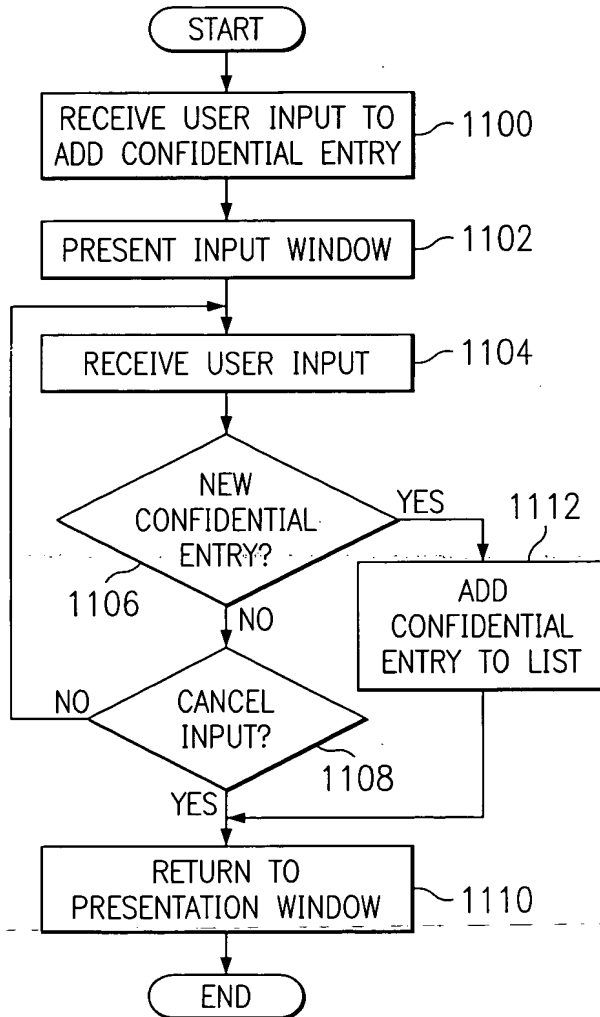 START
RECEIVE USER INPUT TO
ADD CONFIDENTIAL ENTRY
1100
PRESENT INPUT WINDOW
1102
RECEIVE USER INPUT
1104
NEW
CONFIDENTIAL
ENTRY?
YES
1106
NO
1112
ADD
CONFIDENTIAL
ENTRY TO LIST
NO
CANCEL
INPUT?
1108
YES
RETURN TO
PRESENTATION WINDOW
1110
END